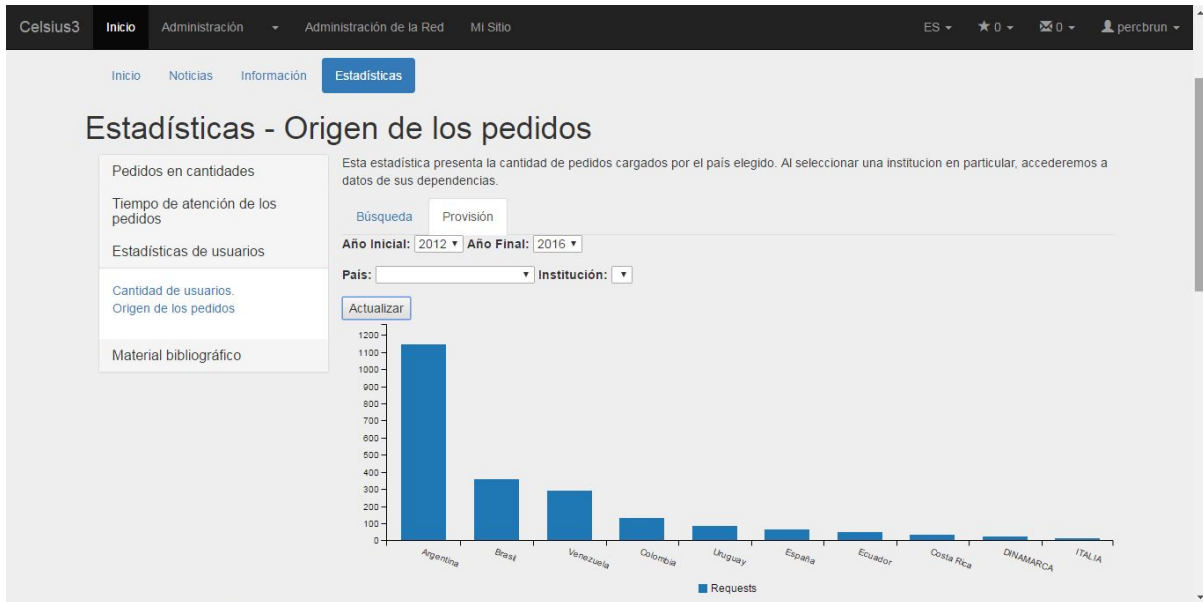 Celsius3 Inicio Administración Administración de la Red Mi Sitio ES 0 0 percbrun
Inicio Noticias Información Estadísticas
Estadísticas - Origen de los pedidos
Pedidos en cantidades
Tiempo de atención de los
pedidos
Estadísticas de usuarios
Cantidad de usuarios.
Origen de los pedidos
Material bibliográfico
Esta estadística presenta la cantidad de pedidos cargados por el país elegido. Al seleccionar una institucion en particular, accederemos a
datos de sus dependencias.
Búsqueda Provisión
Año Inicial: 2012 Año Final: 2016
País: Institución:
Actualizar
1200
1100
1000
900
800
700
600
500
400
300
200
100
0
Argentina Brasil Venezuela Colombia Uruguay España Ecuador Costa Rica DINAMARCA ITALIA
Requests